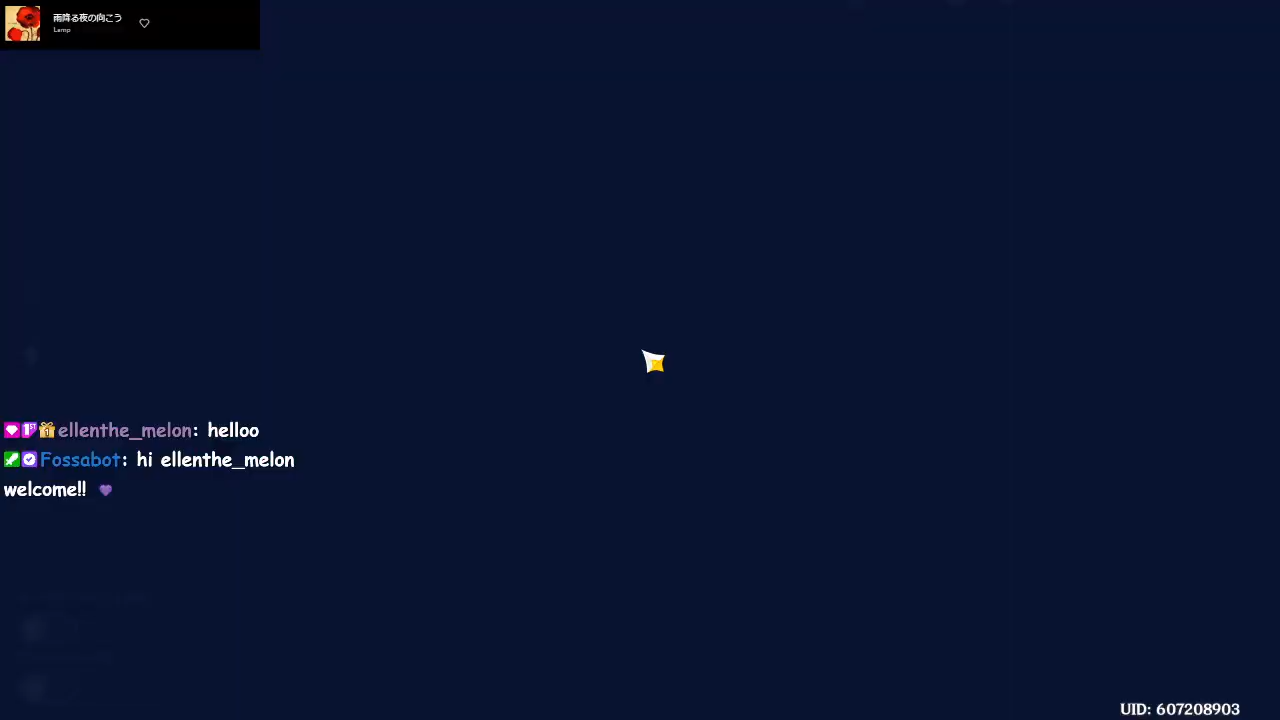 雨降る夜の向こう
Lamp
ellenthe_melon: helloo
Fossabot: hi ellenthe_melon
welcome!!
UID: 607208903